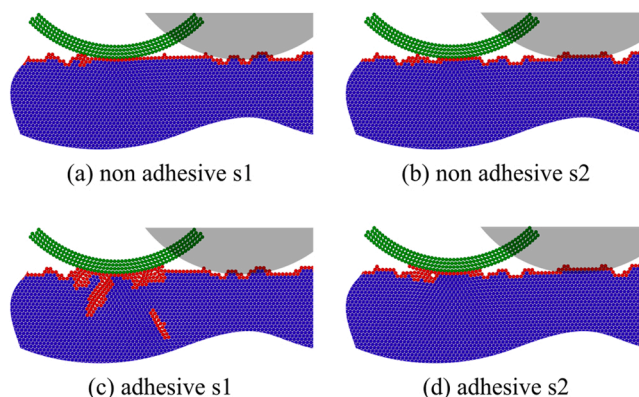 (a) non adhesive s1
(b) non adhesive s2
(c) adhesive s1
(d) adhesive s2